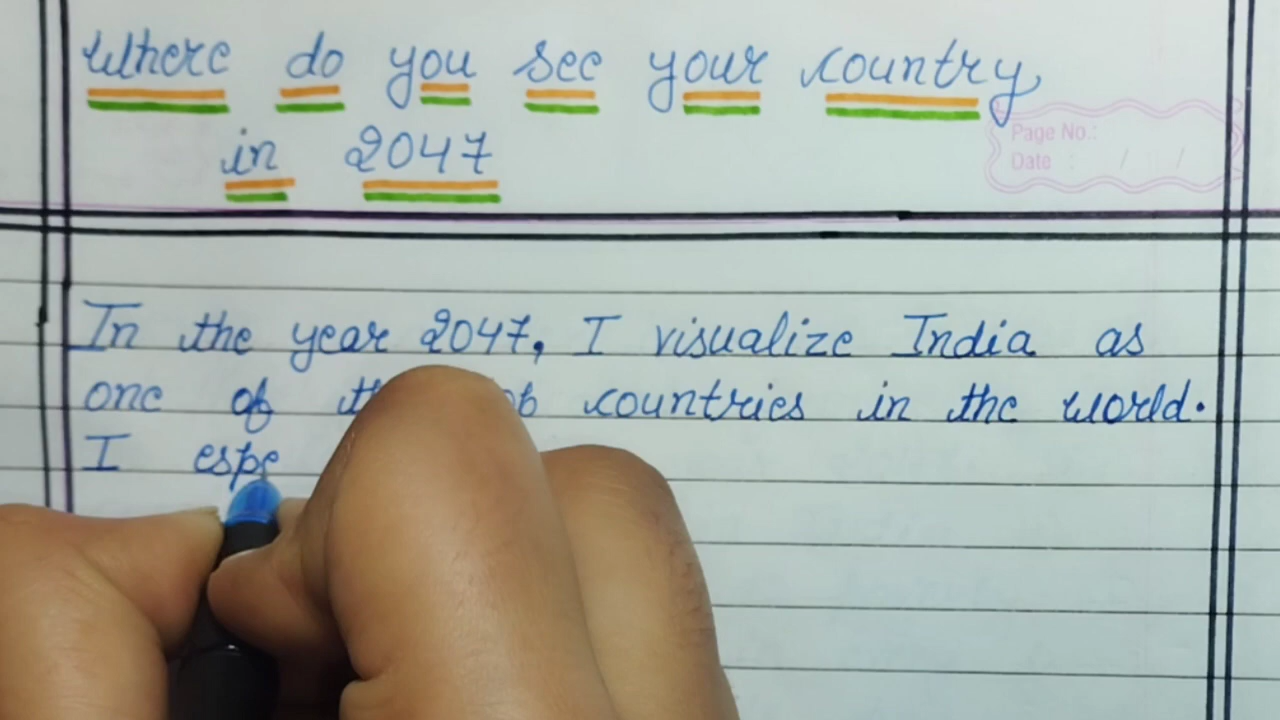 Where do you see your country
in 2047
Page No.:
Date : / /
In the year 2047, I visualize India as
one of the countries in the world.
I espe